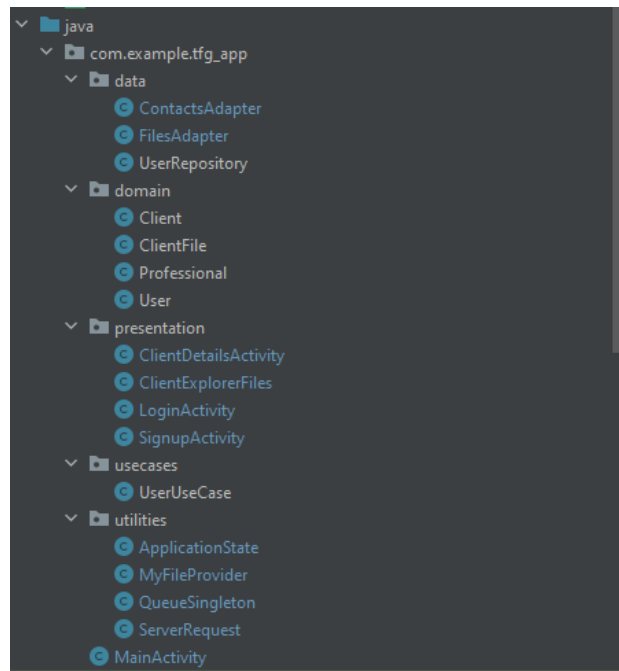 java
com.example.tfg_app
data
ContactsAdapter
FilesAdapter
UserRepository
domain
Client
ClientFile
Professional
User
presentation
ClientDetailsActivity
ClientExplorerFiles
LoginActivity
SignupActivity
usecases
UserUseCase
utilities
ApplicationState
MyFileProvider
QueueSingleton
ServerRequest
MainActivity